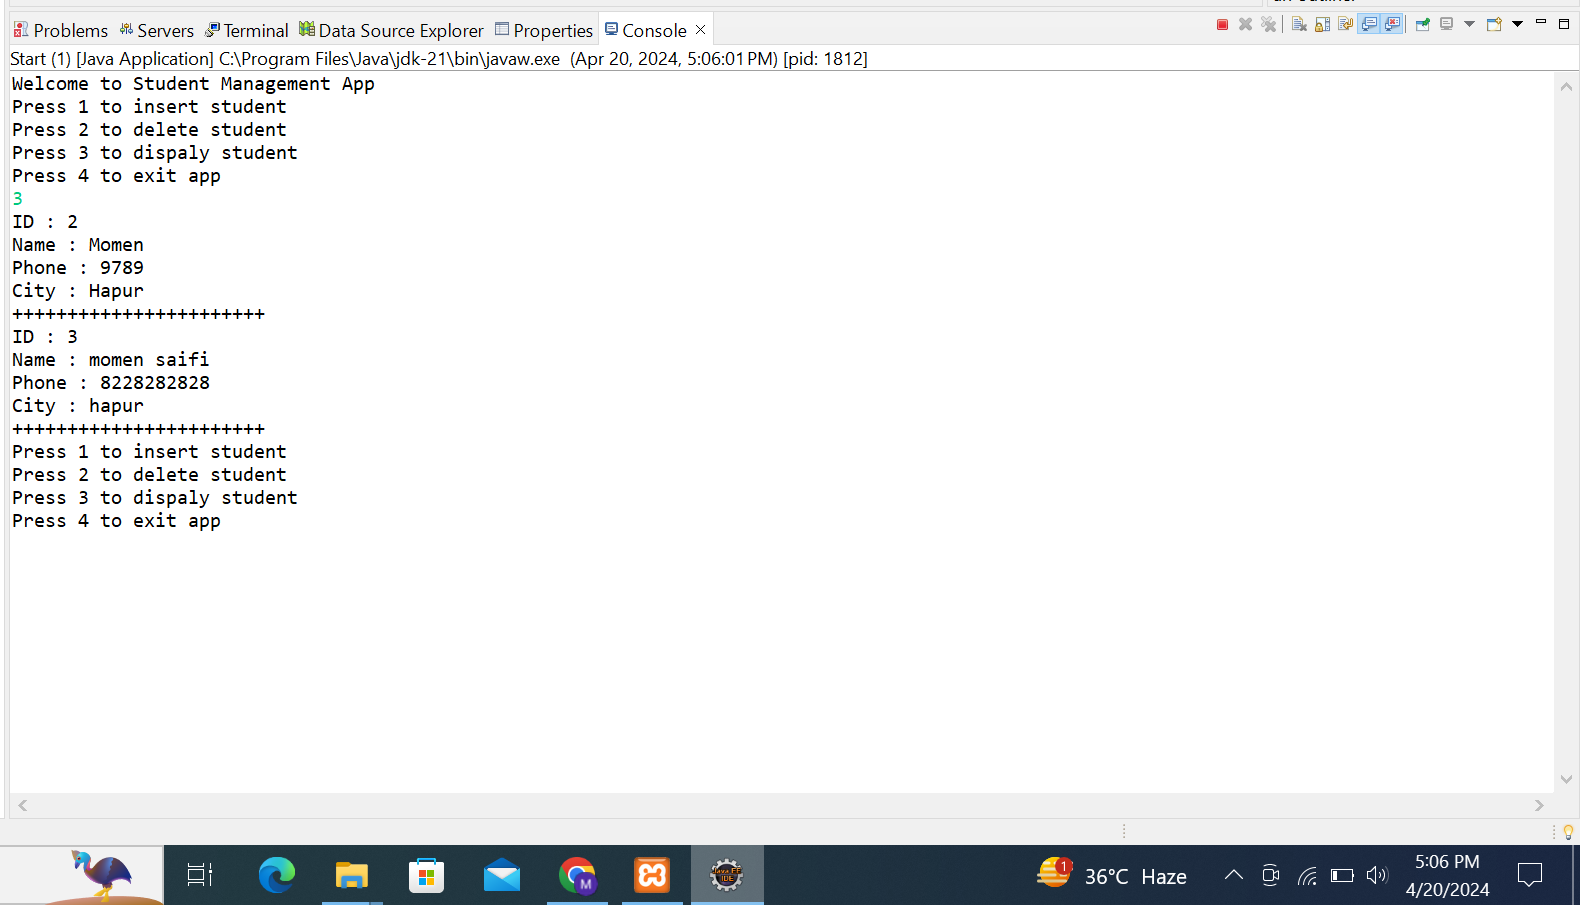 Problems Servers Terminal Data Source Explorer Properties Console
Start (1) [Java Application] C:\Program Files\Java\jdk-21\bin\javaw.exe (Apr 20, 2024, 5:06:01 PM) [pid: 1812]
Welcome to Student Management App
Press 1 to insert student
Press 2 to delete student
Press 3 to dispaly student
Press 4 to exit app
3
ID : 2
Name : Momen
Phone : 9789
City : Hapur
+++++++++++++++++++++++
ID : 3
Name : momen saifi
Phone : 8228282828
City : hapur
+++++++++++++++++++++++
Press 1 to insert student
Press 2 to delete student
Press 3 to dispaly student
Press 4 to exit app
M
Java EE
IDE
1
36°C Haze
5:06 PM
4/20/2024